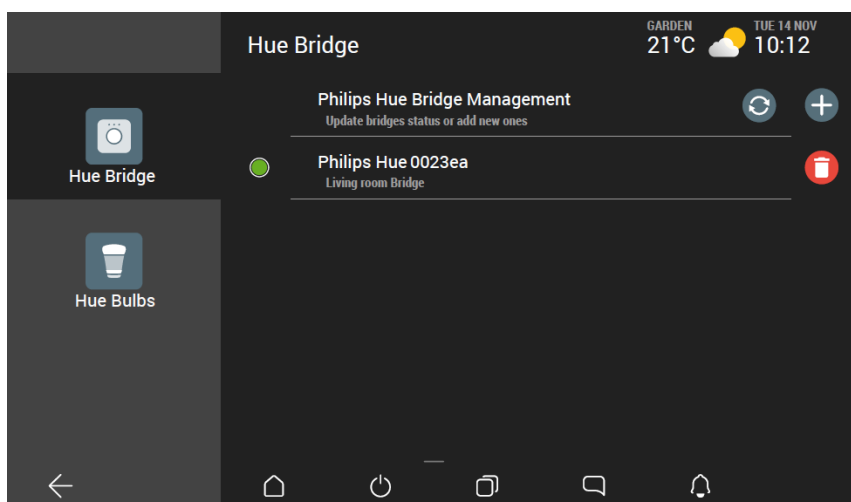 Hue Bridge
GARDEN
21°C
TUE 14 NOV
10:12
Philips Hue Bridge Management
Update bridges status or add new ones
Hue Bridge
Philips Hue 0023ea
Living room Bridge
Hue Bulbs